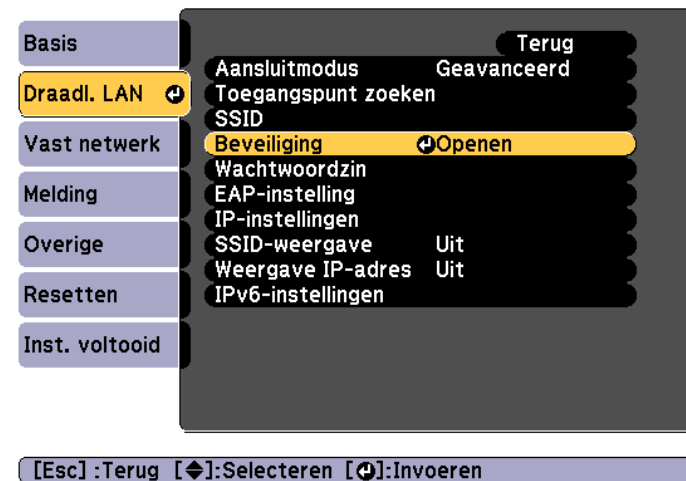 Basis
Draadl. LAN
Vast netwerk
Melding
Overige
Resetten
Inst. voltooid
Terug
Aansluitmodus Geavanceerd
Toegangspunt zoeken
SSID
Beveiliging Openen
Wachtwoordzin
EAP-instelling
IP-instellingen
SSID-weergave Uit
Weergave IP-adres Uit
IPv6-instellingen
[Esc] :Terug [◆]:Selecteren [↵]:Invoeren